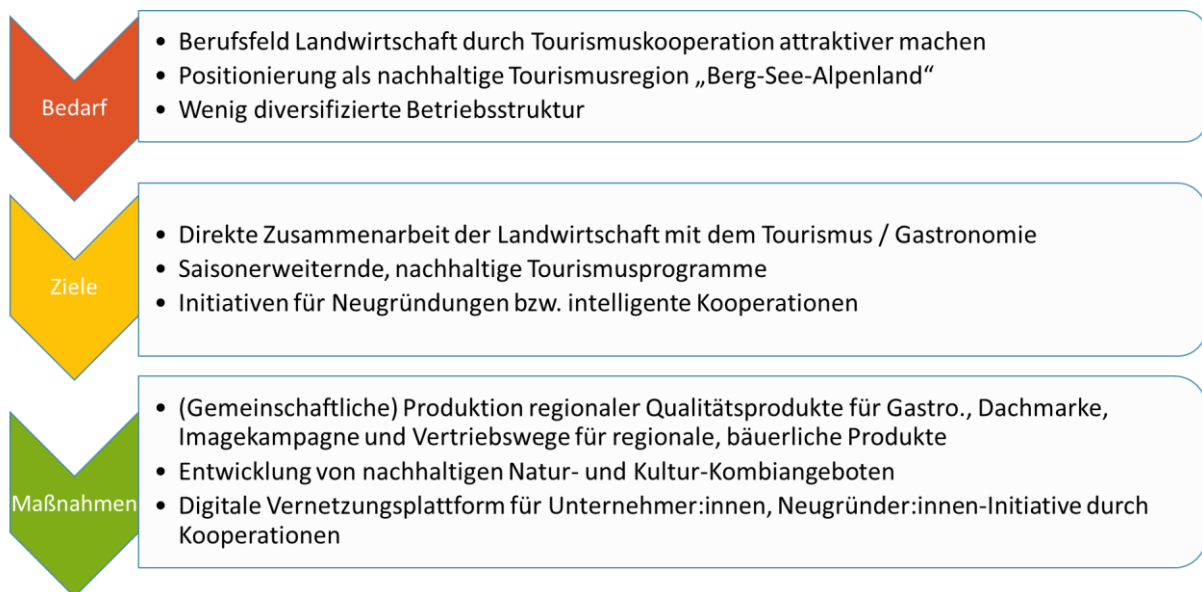 Bedarf
• Berufsfeld Landwirtschaft durch Tourismuskooperation attraktiver machen
• Positionierung als nachhaltige Tourismusregion „Berg-See-Alpenland“
• Wenig diversifizierte Betriebsstruktur
Ziele
• Direkte Zusammenarbeit der Landwirtschaft mit dem Tourismus / Gastronomie
• Saisonerweiternde, nachhaltige Tourismusprogramme
• Initiativen für Neugründungen bzw. intelligente Kooperationen
Maßnahmen
• (Gemeinschaftliche) Produktion regionaler Qualitätsprodukte für Gastro., Dachmarke,
Imagekampagne und Vertriebswege für regionale, bäuerliche Produkte
• Entwicklung von nachhaltigen Natur- und Kultur-Kombiangeboten
• Digitale Vernetzungsplattform für Unternehmer:innen, Neugründer:innen-Initiative durch
Kooperationen